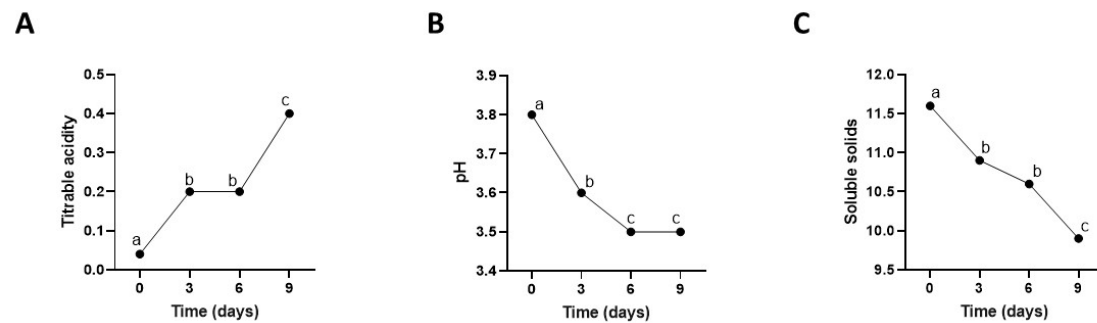 A
Titrable acidity
0.5
0.4
0.3
0.2
0.1
0.0
a
b
b
c
0 3 6 9
Time (days)
B
pH
3.9
3.8
3.7
3.6
3.5
3.4
a
b
c
c
0 3 6 9
Time (days)
C
Soluble solids
12.0
11.5
11.0
10.5
10.0
9.5
a
b
b
c
0 3 6 9
Time (days)